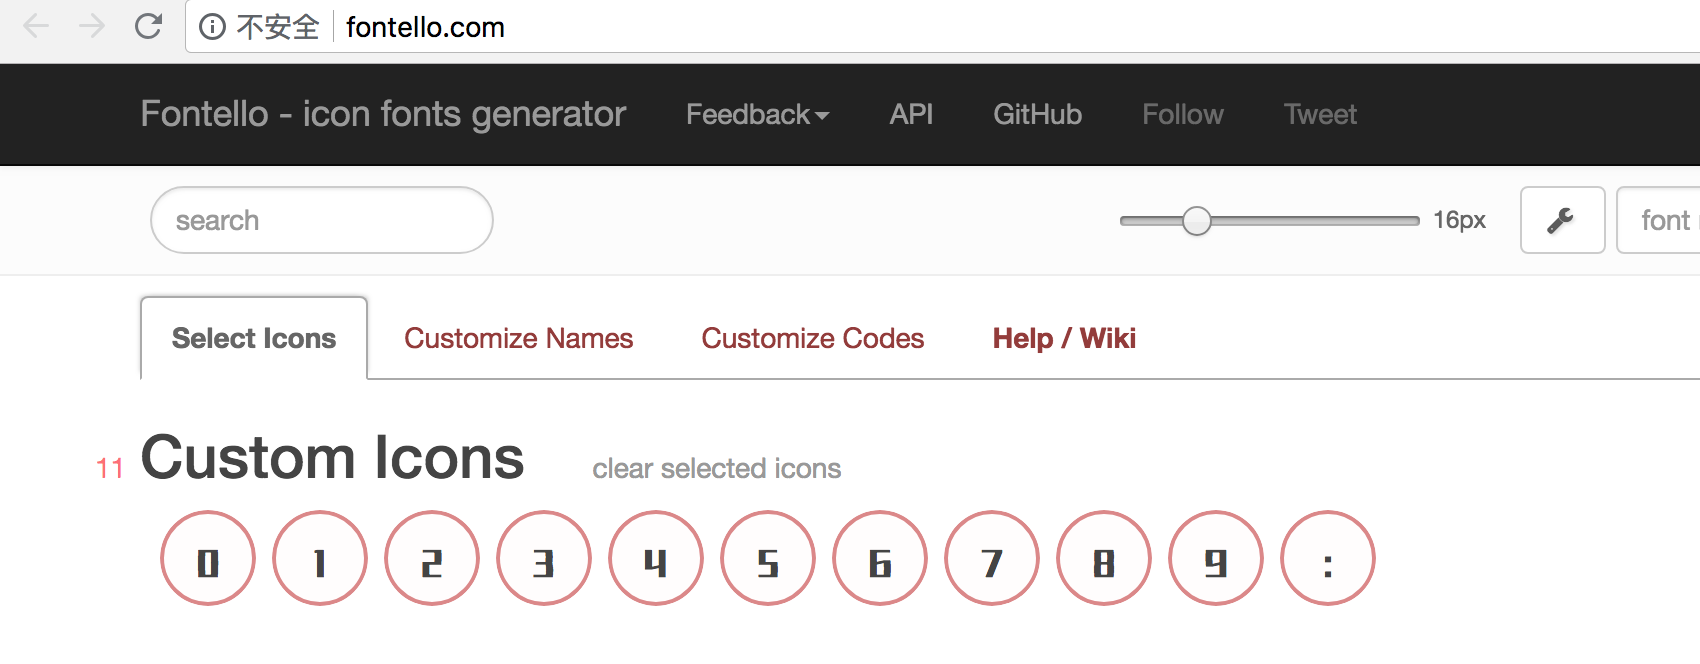 不安全 fontello.com
Fontello - icon fonts generator Feedback API GitHub Follow Tweet
search 16px font
Select Icons Customize Names Customize Codes Help / Wiki
11 Custom Icons clear selected icons
0 1 2 3 4 5 6 7 8 9 :